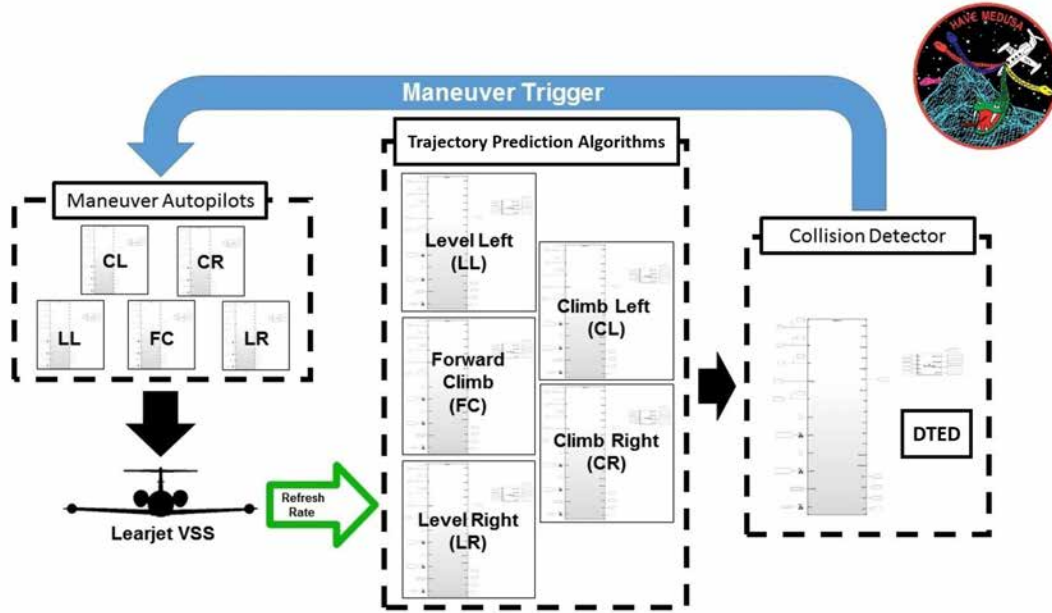 HAVE MEDUSA
Maneuver Trigger
Trajectory Prediction Algorithms
Maneuver Autopilots
CL
CR
LL
FC
LR
Level Left
(LL)
Climb Left
(CL)
Forward
Climb
(FC)
Climb Right
(CR)
Level Right
(LR)
Collision Detector
DTED
Refresh
Rate
Learjet VSS